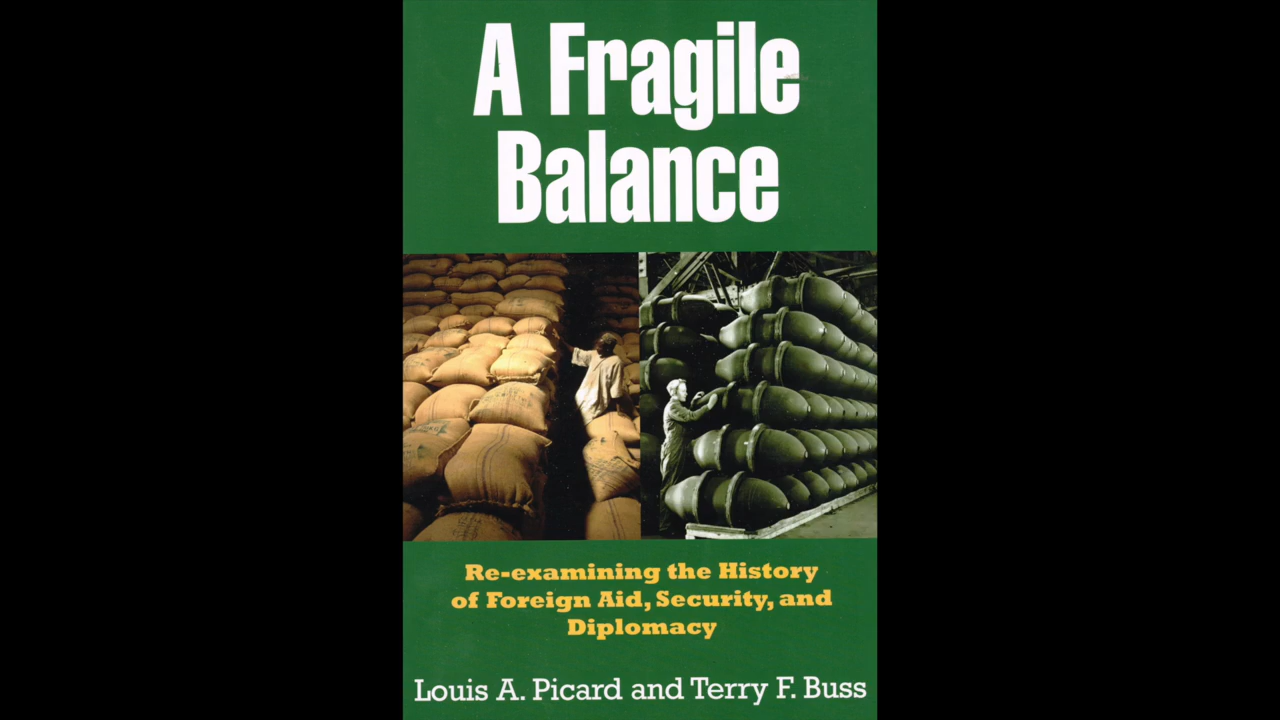 A Fragile
Balance
Re-examining the History
of Foreign Aid, Security, and
Diplomacy
Louis A. Picard and Terry F. Buss